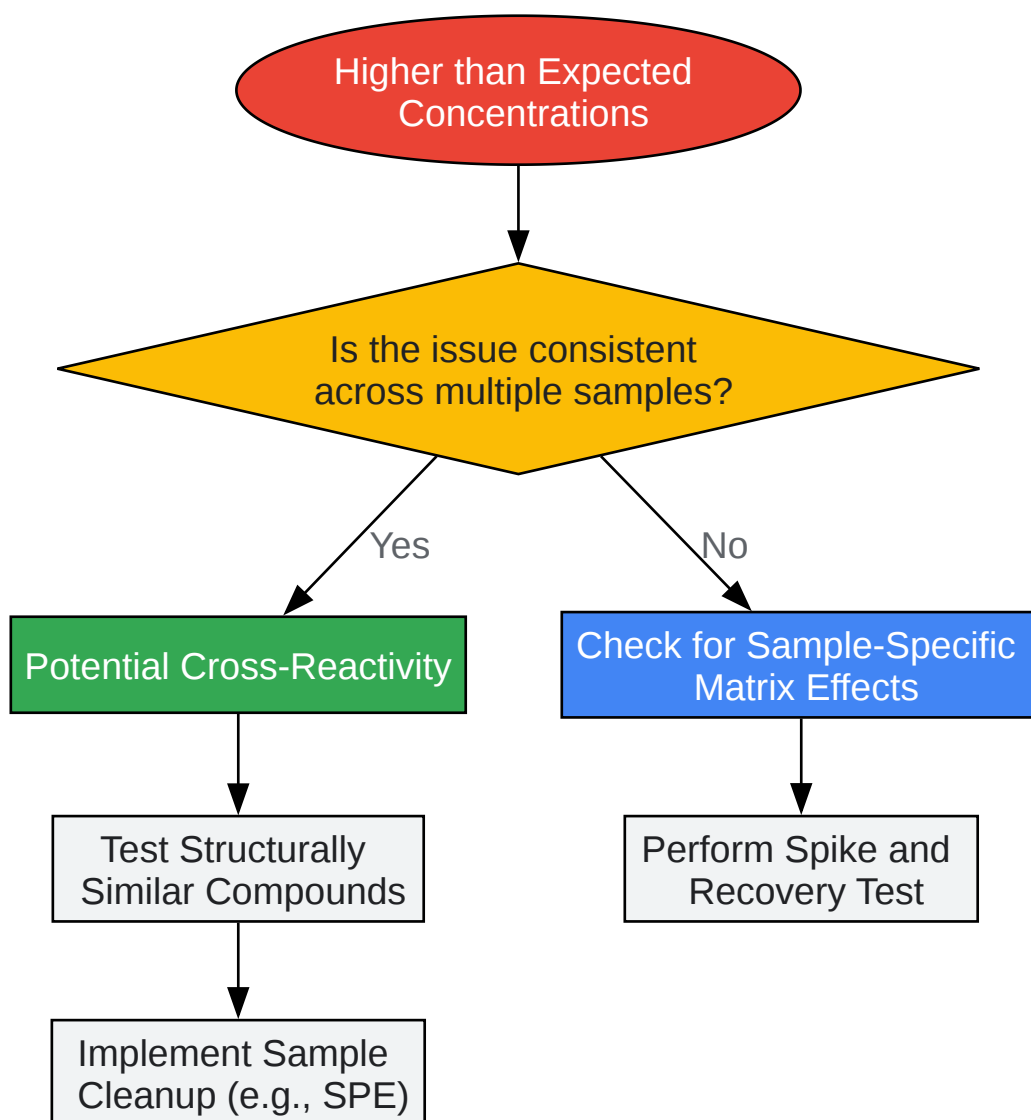 Higher than Expected
Concentrations
Is the issue consistent
across multiple samples?
Yes
No
Potential Cross-Reactivity
Check for Sample-Specific
Matrix Effects
Test Structurally
Similar Compounds
Perform Spike and
Recovery Test
Implement Sample
Cleanup (e.g., SPE)